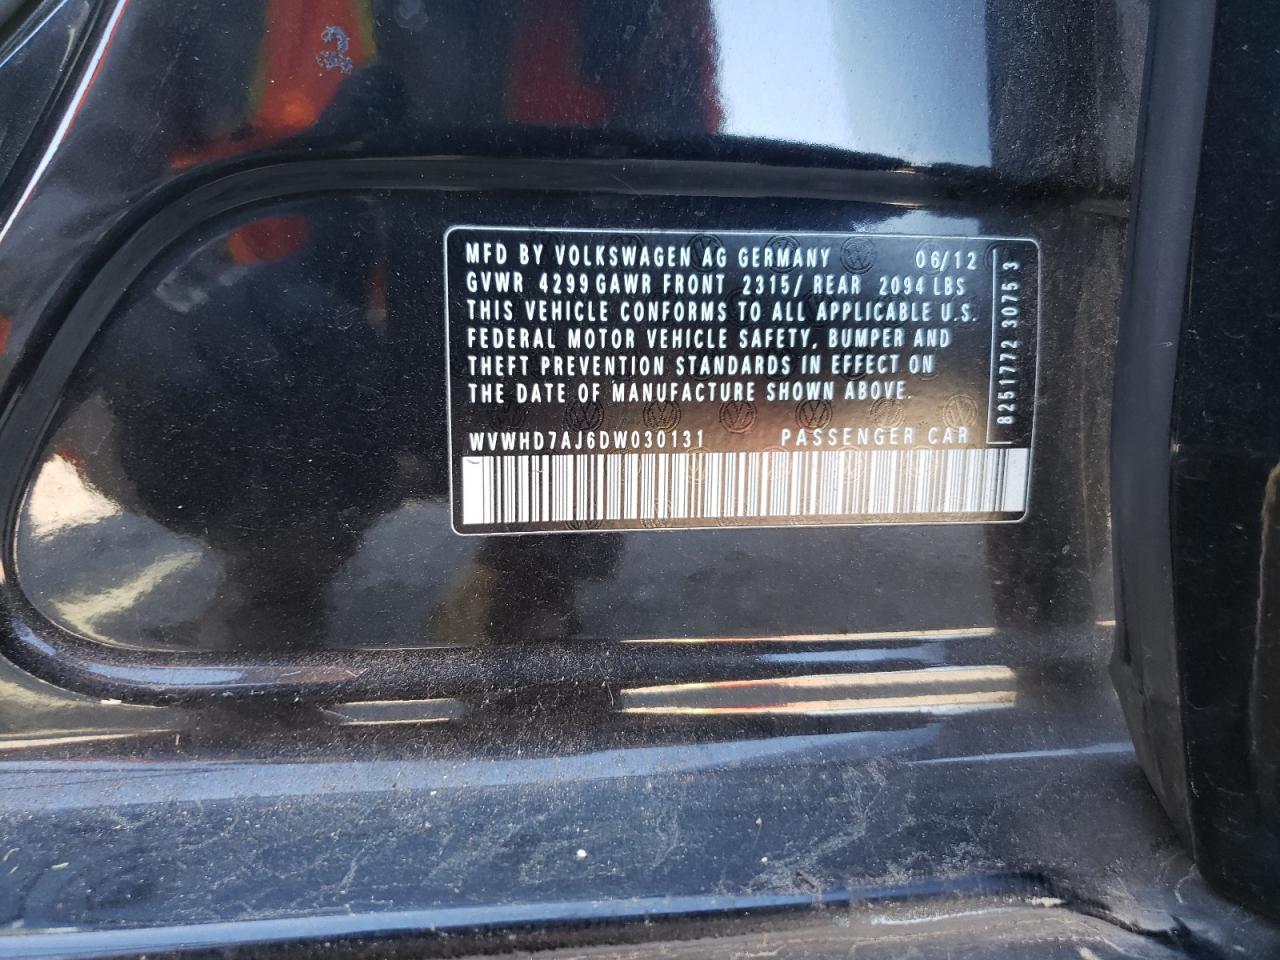 MFD BY VOLKSWAGEN AG GERMANY 06/12
GVWR 4299 GAWR FRONT 2315/ REAR 2094 LBS
THIS VEHICLE CONFORMS TO ALL APPLICABLE U.S.
FEDERAL MOTOR VEHICLE SAFETY, BUMPER AND
THEFT PREVENTION STANDARDS IN EFFECT ON
THE DATE OF MANUFACTURE SHOWN ABOVE.
WVWHD7AJ6DW030131 PASSENGER CAR
8251772 3075 3